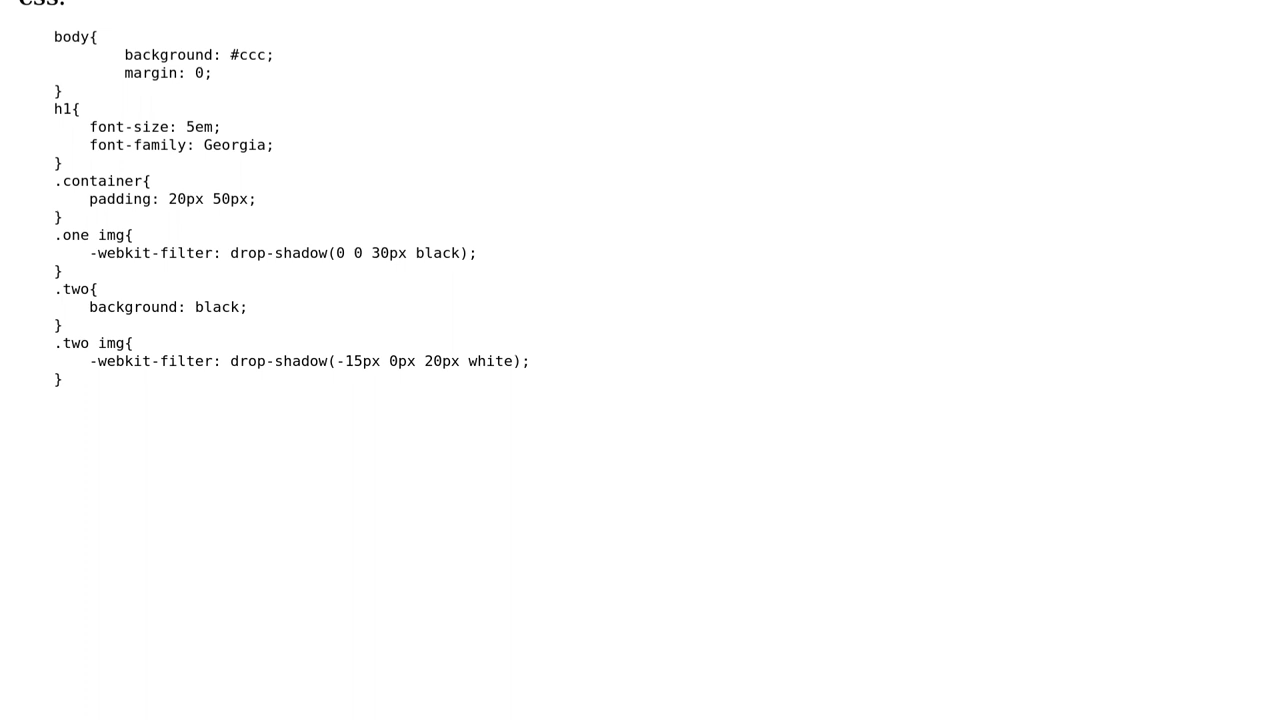 css:
body{
        background: #ccc;
        margin: 0;
}
h1{
    font-size: 5em;
    font-family: Georgia;
}
.container{
    padding: 20px 50px;
}
.one img{
    -webkit-filter: drop-shadow(0 0 30px black);
}
.two{
    background: black;
}
.two img{
    -webkit-filter: drop-shadow(-15px 0px 20px white);
}